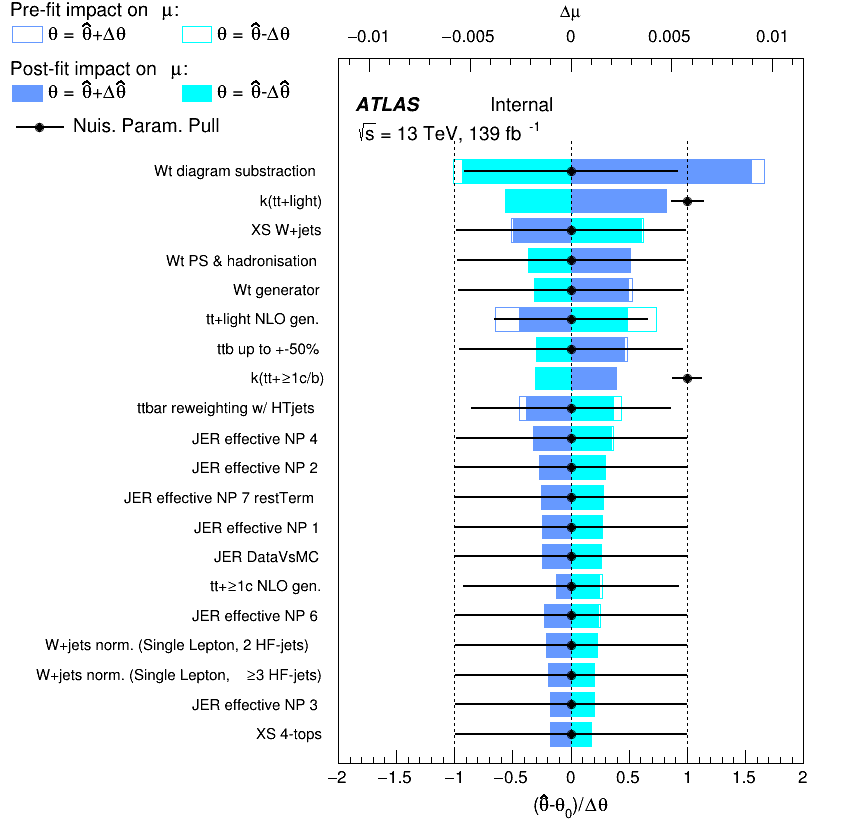 Pre-fit impact on μ:
θ = θ̂+Δθ θ = θ̂-Δθ
Post-fit impact on μ:
θ = θ̂+Δθ̂ θ = θ̂-Δθ̂
Nuis. Param. Pull
Δμ
−0.01 −0.005 0 0.005 0.01
ATLAS Internal
√s = 13 TeV, 139 fb⁻¹
Wt diagram substraction
k(tt+light)
XS W+jets
Wt PS & hadronisation
Wt generator
tt+light NLO gen.
ttb up to +-50%
k(tt+≥1c/b)
ttbar reweighting w/ HTjets
JER effective NP 4
JER effective NP 2
JER effective NP 7 restTerm
JER effective NP 1
JER DataVsMC
tt+≥1c NLO gen.
JER effective NP 6
W+jets norm. (Single Lepton, 2 HF-jets)
W+jets norm. (Single Lepton, ≥3 HF-jets)
JER effective NP 3
XS 4-tops
−2 −1.5 −1 −0.5 0 0.5 1 1.5 2
(θ̂-θ₀)/Δθ